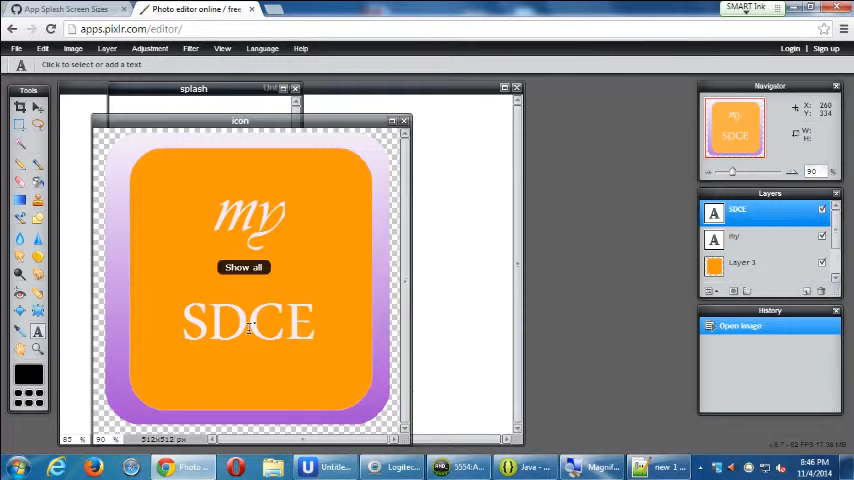 App Splash Screen Sizes
Photo editor online / free
SMART Ink
apps.pixlr.com/editor/
File Edit Image Layer Adjustment Filter View Language Help
Login Sign up
A Click to select or add a text
Tools
splash
Unt
icon
my
Show all
SDCE
85 %
90 % 512x512 px
Navigator
X: 260
Y: 334
W:
H:
90 %
Layers
A SDCE
A my
Layer 3
History
Open image
Photo ...
Untitle...
Logitec...
5554:A...
Java - ...
Magnif...
new 1 ...
8:46 PM
11/4/2014